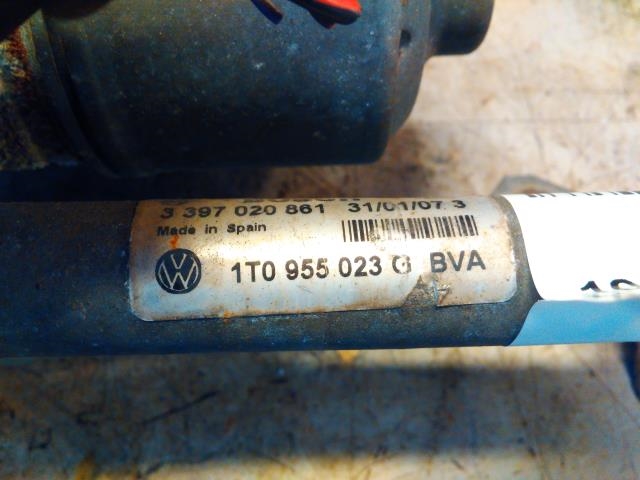 3 397 020 861 31/01/07 3
Made in Spain
1T0 955 023 G BVA